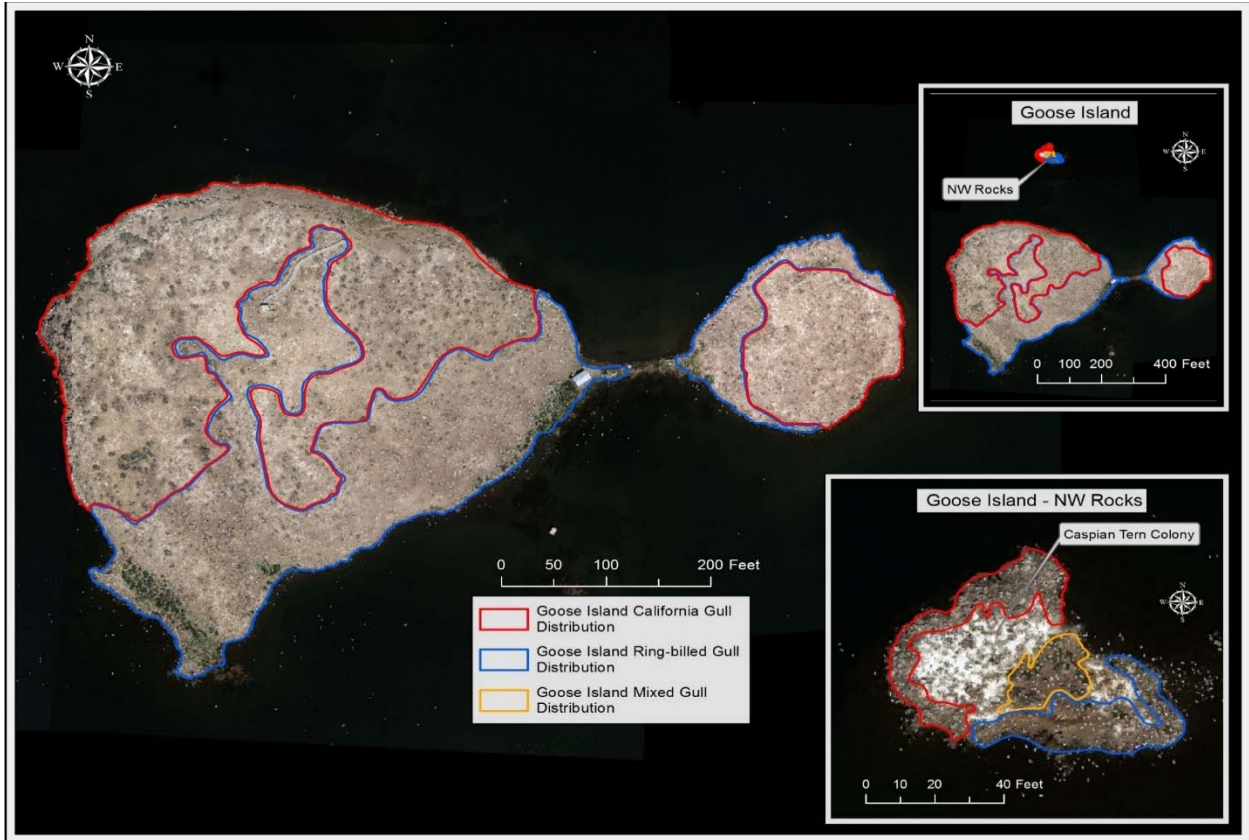 N
W E
S
0 50 100 200 Feet
Goose Island California Gull
Distribution
Goose Island Ring-billed Gull
Distribution
Goose Island Mixed Gull
Distribution
Goose Island
N
W E
S
NW Rocks
0 100 200 400 Feet
Goose Island - NW Rocks
Caspian Tern Colony
N
W E
S
0 10 20 40 Feet